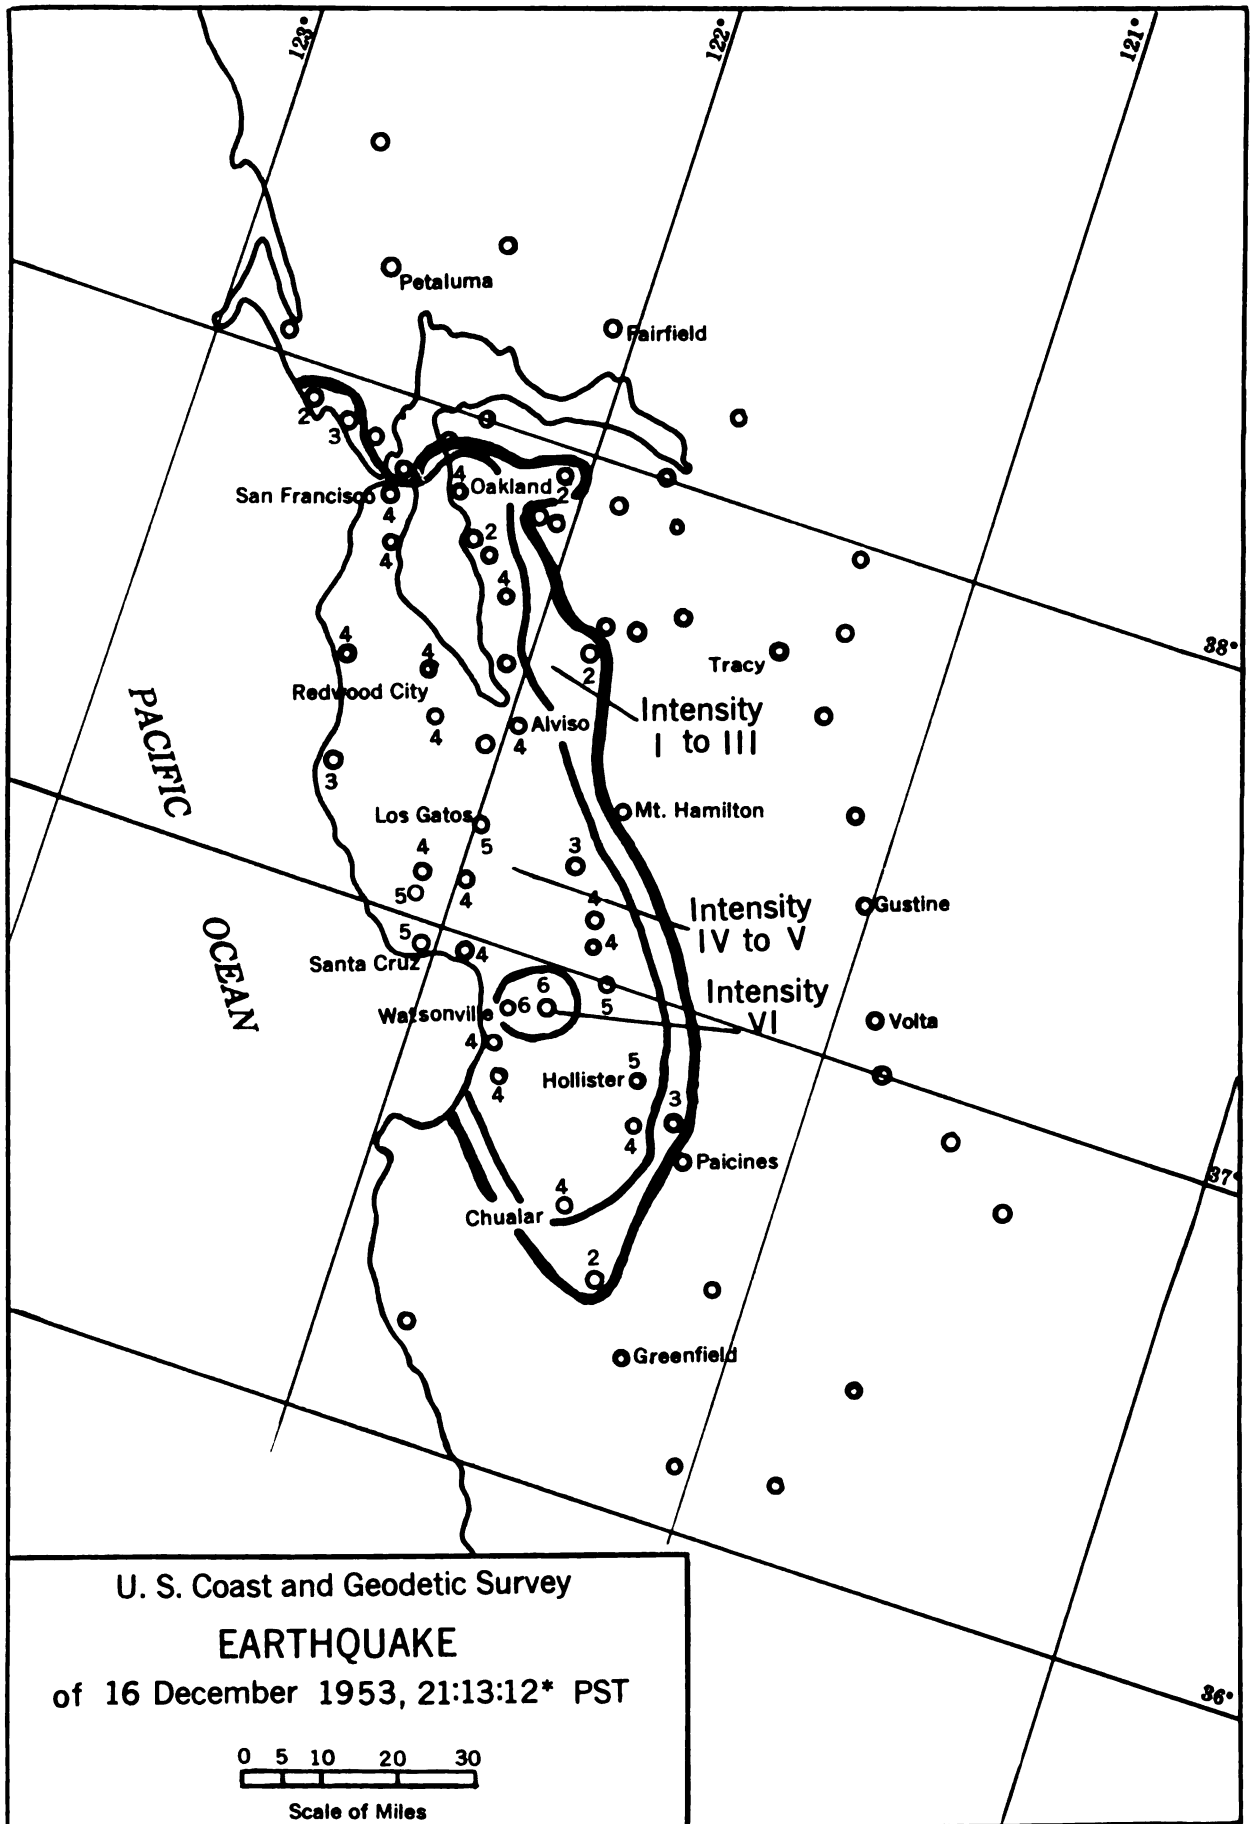 123°
122°
121°
Petaluma
Fairfield
2
3
San Francisco
4
4
4
Oakland
2
2
4
38°
4
4
Redwood City
2
Tracy
Intensity
I to III
PACIFIC
4
Alviso
4
3
Los Gatos
5
Mt. Hamilton
4
3
5
4
4
Intensity
IV to V
Gustine
OCEAN
5
4
4
Santa Cruz
6
6
5
Watsonville
Intensity
VI
Volta
4
4
Hollister
5
3
4
Paicines
37°
4
Chualar
2
Greenfield
36°
U. S. Coast and Geodetic Survey
EARTHQUAKE
of 16 December 1953, 21:13:12* PST
0 5 10 20 30
Scale of Miles